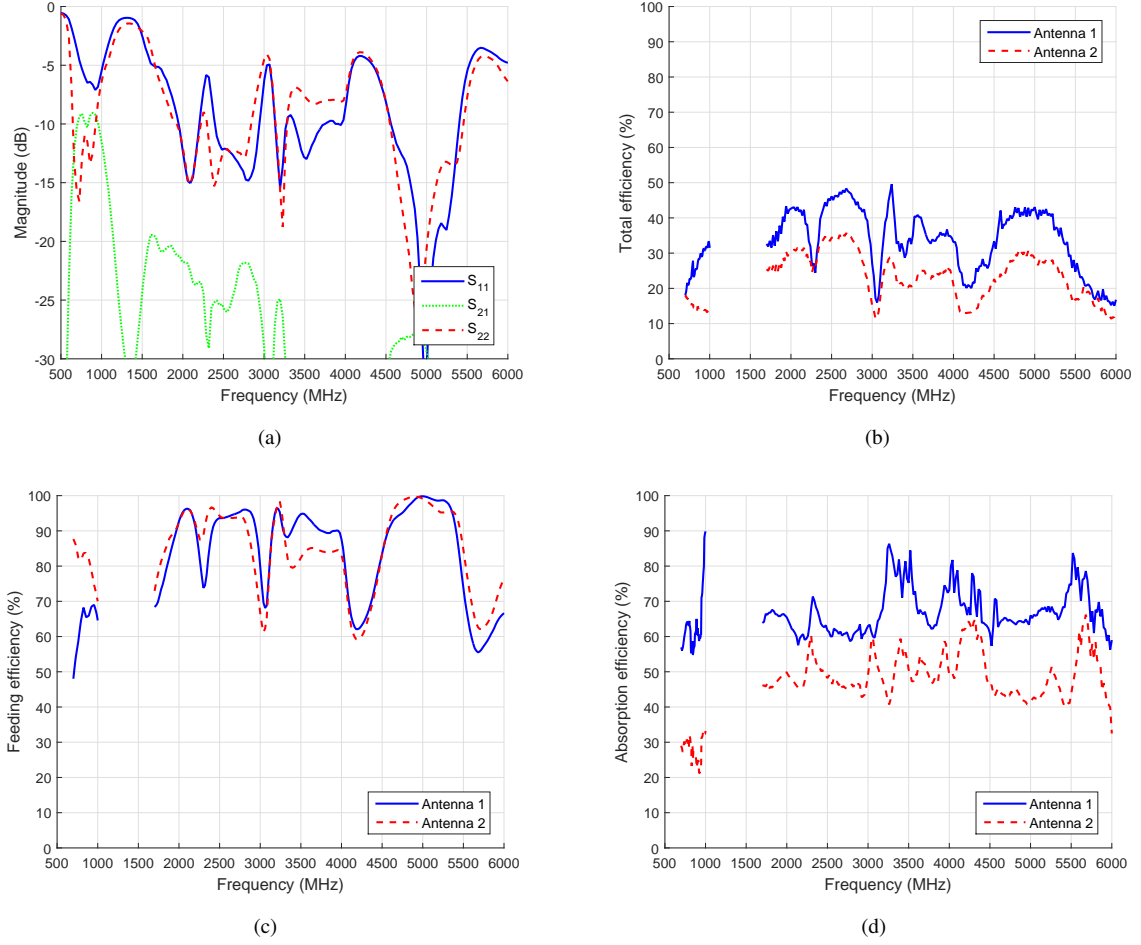 0
-5
-10
-15
-20
-25
-30
Magnitude (dB)
500 1000 1500 2000 2500 3000 3500 4000 4500 5000 5500 6000
Frequency (MHz)
S11
S21
S22
(a)
100
90
80
70
60
50
40
30
20
10
0
Total efficiency (%)
500 1000 1500 2000 2500 3000 3500 4000 4500 5000 5500 6000
Frequency (MHz)
Antenna 1
Antenna 2
(b)
100
90
80
70
60
50
40
30
20
10
0
Feeding efficiency (%)
500 1000 1500 2000 2500 3000 3500 4000 4500 5000 5500 6000
Frequency (MHz)
Antenna 1
Antenna 2
(c)
100
90
80
70
60
50
40
30
20
10
0
Absorption efficiency (%)
500 1000 1500 2000 2500 3000 3500 4000 4500 5000 5500 6000
Frequency (MHz)
Antenna 1
Antenna 2
(d)